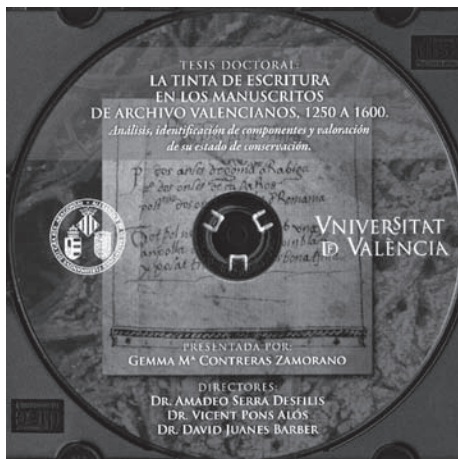 TESIS DOCTORAL:
LA TINTA DE ESCRITURA
EN LOS MANUSCRITOS
DE ARCHIVO VALENCIANOS, 1250 A 1600.
Análisis, identificación de componentes y valoración
de su estado de conservación.
VNIVERSITAT
ID VALÈNCIA
PRESENTADA POR:
GEMMA Mª CONTRERAS ZAMORANO
DIRECTORES:
DR. AMADEO SERRA DESFILIS
DR. VICENT PONS ALÓS
DR. DAVID JUANES BARBER